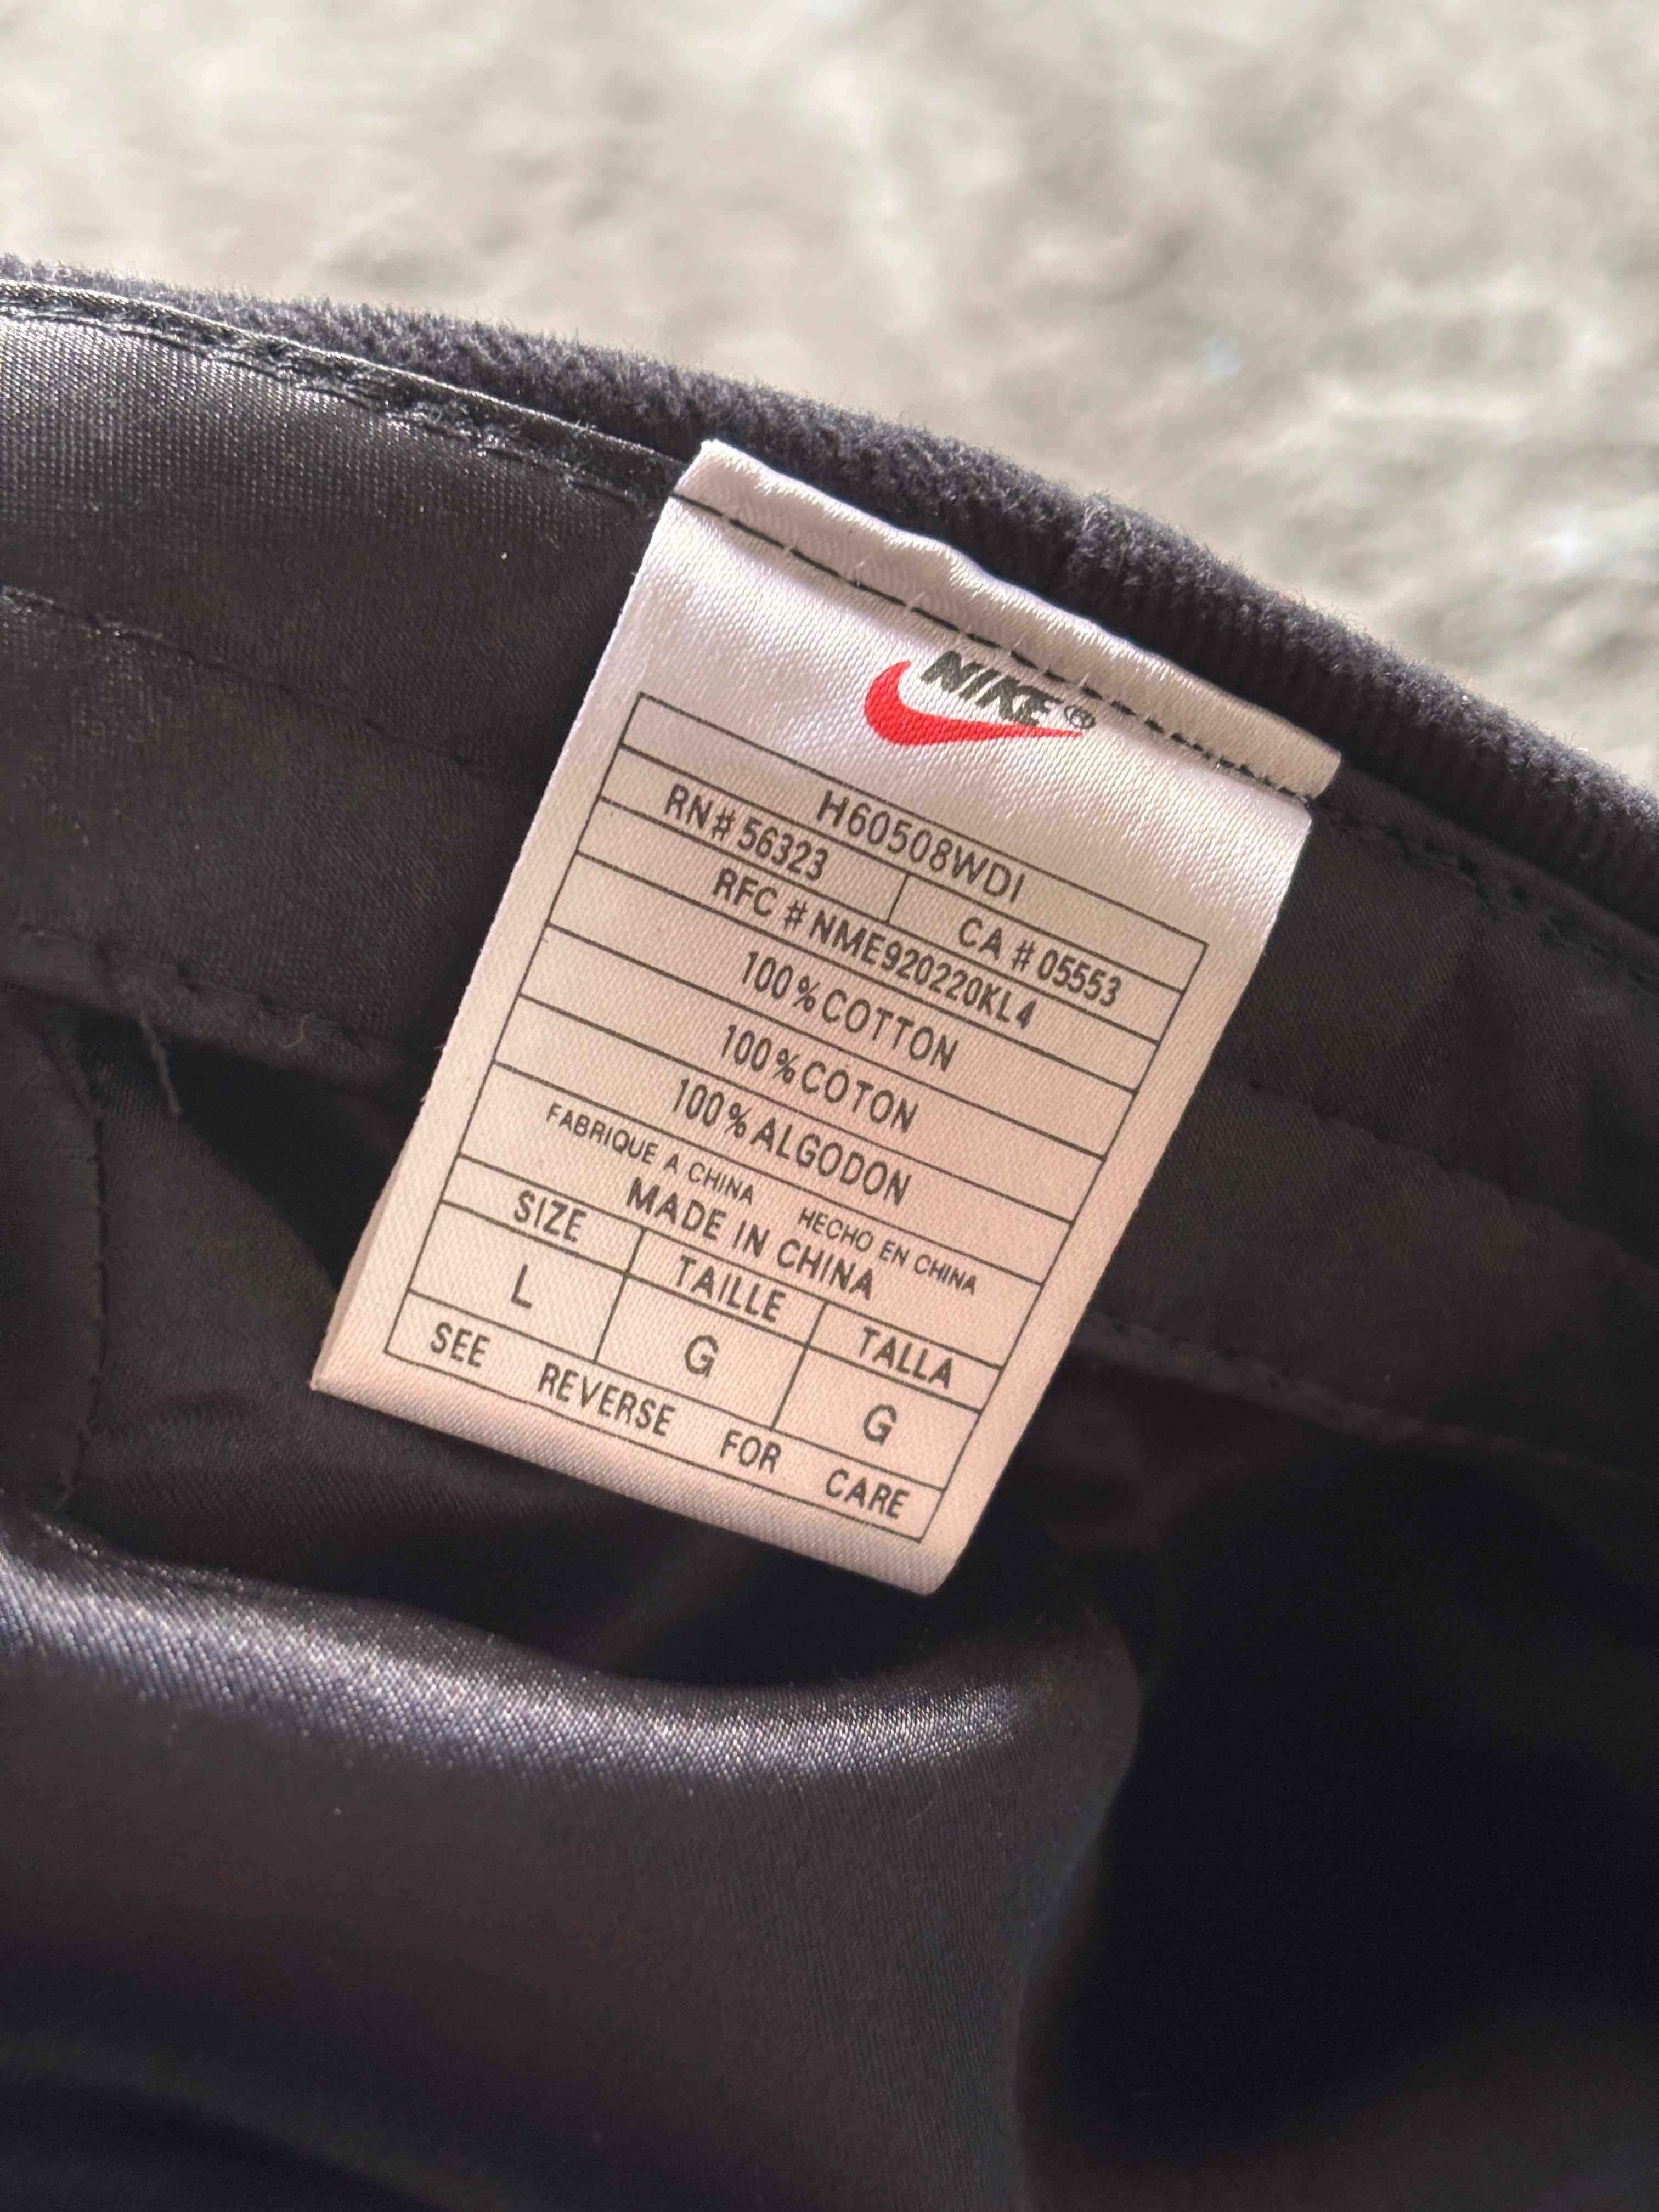 NIKE®
H60508WDI
RN# 56323 CA # 05553
RFC # NME920220KL4
100% COTTON
100% COTON
100% ALGODON
FABRIQUE A CHINA HECHO EN CHINA
MADE IN CHINA
SIZE TAILLE TALLA
L G G
SEE REVERSE FOR CARE